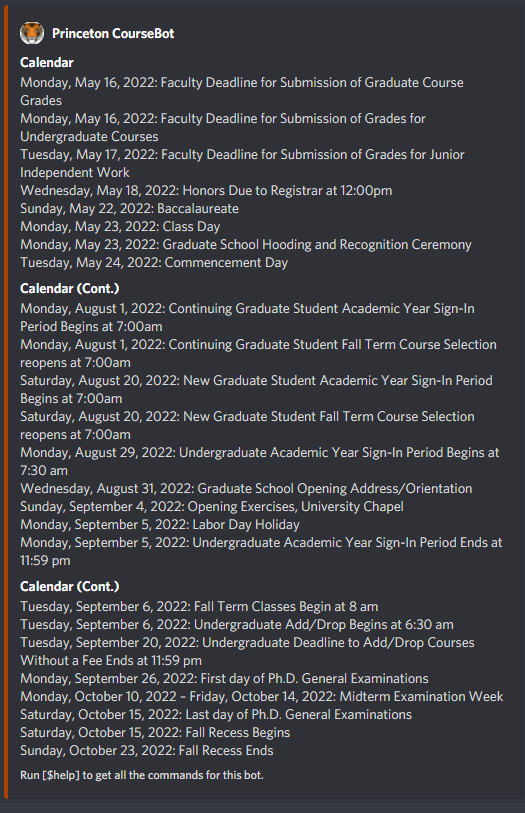 Princeton CourseBot
Calendar
Monday, May 16, 2022: Faculty Deadline for Submission of Graduate Course
Grades
Monday, May 16, 2022: Faculty Deadline for Submission of Grades for
Undergraduate Courses
Tuesday, May 17, 2022: Faculty Deadline for Submission of Grades for Junior
Independent Work
Wednesday, May 18, 2022: Honors Due to Registrar at 12:00pm
Sunday, May 22, 2022: Baccalaureate
Monday, May 23, 2022: Class Day
Monday, May 23, 2022: Graduate School Hooding and Recognition Ceremony
Tuesday, May 24, 2022: Commencement Day
Calendar (Cont.)
Monday, August 1, 2022: Continuing Graduate Student Academic Year Sign-In
Period Begins at 7:00am
Monday, August 1, 2022: Continuing Graduate Student Fall Term Course Selection
reopens at 7:00am
Saturday, August 20, 2022: New Graduate Student Academic Year Sign-In Period
Begins at 7:00am
Saturday, August 20, 2022: New Graduate Student Fall Term Course Selection
reopens at 7:00am
Monday, August 29, 2022: Undergraduate Academic Year Sign-In Period Begins at
7:30 am
Wednesday, August 31, 2022: Graduate School Opening Address/Orientation
Sunday, September 4, 2022: Opening Exercises, University Chapel
Monday, September 5, 2022: Labor Day Holiday
Monday, September 5, 2022: Undergraduate Academic Year Sign-In Period Ends at
11:59 pm
Calendar (Cont.)
Tuesday, September 6, 2022: Fall Term Classes Begin at 8 am
Tuesday, September 6, 2022: Undergraduate Add/Drop Begins at 6:30 am
Tuesday, September 20, 2022: Undergraduate Deadline to Add/Drop Courses
Without a Fee Ends at 11:59 pm
Monday, September 26, 2022: First day of Ph.D. General Examinations
Monday, October 10, 2022 – Friday, October 14, 2022: Midterm Examination Week
Saturday, October 15, 2022: Last day of Ph.D. General Examinations
Saturday, October 15, 2022: Fall Recess Begins
Sunday, October 23, 2022: Fall Recess Ends
Run [$help] to get all the commands for this bot.